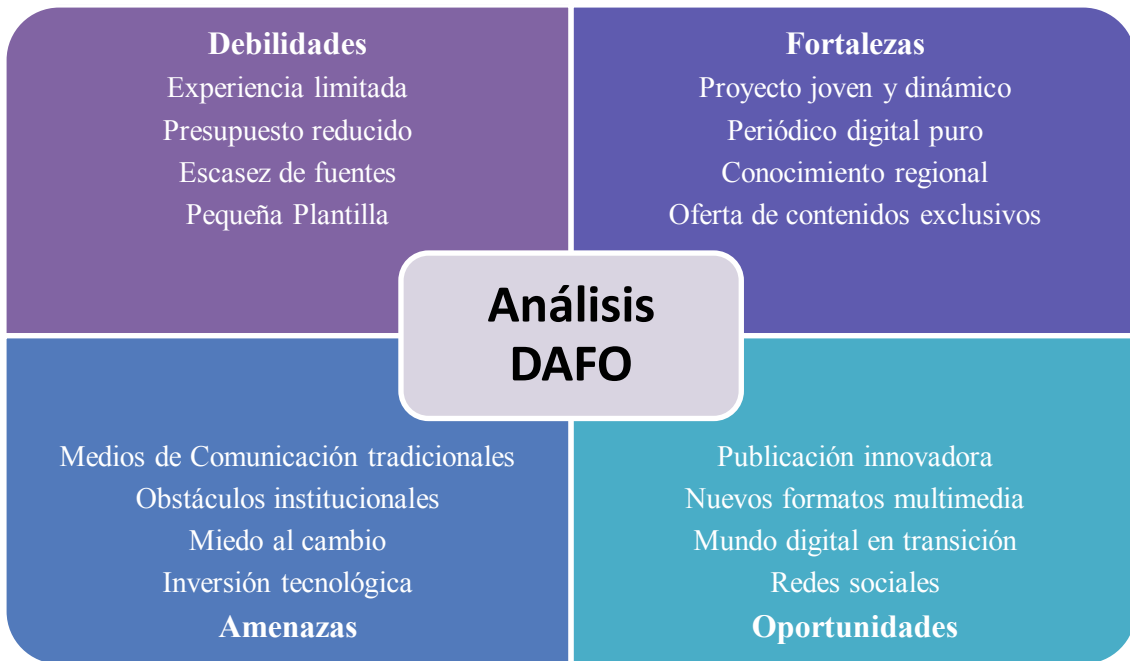 Debilidades
Experiencia limitada
Presupuesto reducido
Escasez de fuentes
Pequeña Plantilla
Fortalezas
Proyecto joven y dinámico
Periódico digital puro
Conocimiento regional
Oferta de contenidos exclusivos
Análisis
DAFO
Medios de Comunicación tradicionales
Obstáculos institucionales
Miedo al cambio
Inversión tecnológica
Amenazas
Publicación innovadora
Nuevos formatos multimedia
Mundo digital en transición
Redes sociales
Oportunidades